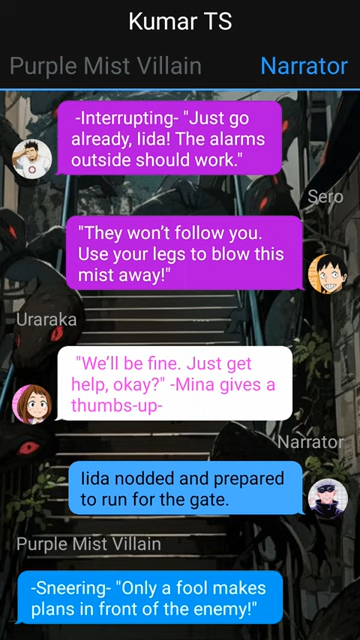 Kumar TS
Purple Mist Villain
Narrator
-Interrupting- "Just go
already, Iida! The alarms
outside should work."
Sero
"They won't follow you.
Use your legs to blow this
mist away!"
Uraraka
"We'll be fine. Just get
help, okay?" -Mina gives a
thumbs-up-
Narrator
Iida nodded and prepared
to run for the gate.
Purple Mist Villain
-Sneering- "Only a fool makes
plans in front of the enemy!"